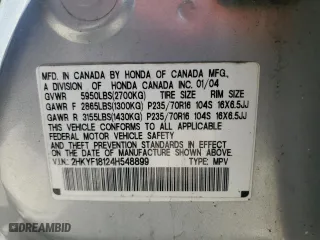 MFD. IN CANADA BY HONDA OF CANADA MFG.,
A DIVISION OF HONDA CANADA INC. 01/04
GVWR 5950LBS(2700KG) TIRE SIZE RIM SIZE
GAWR F 2865LBS(1300KG) P235/70R16 104S 16X6.5JJ
GAWR R 3155LBS(1430KG) P235/70R16 104S 16X6.5JJ
THIS VEHICLE CONFORMS TO ALL APPLICABLE
FEDERAL MOTOR VEHICLE SAFETY
AND THEFT PREVENTION STANDARDS IN EFFECT
ON THE DATE OF MANUFACTURE SHOWN ABOVE.
V.I.N.: 2HKYF18124H548899 TYPE: MPV
© AutoBidMaster